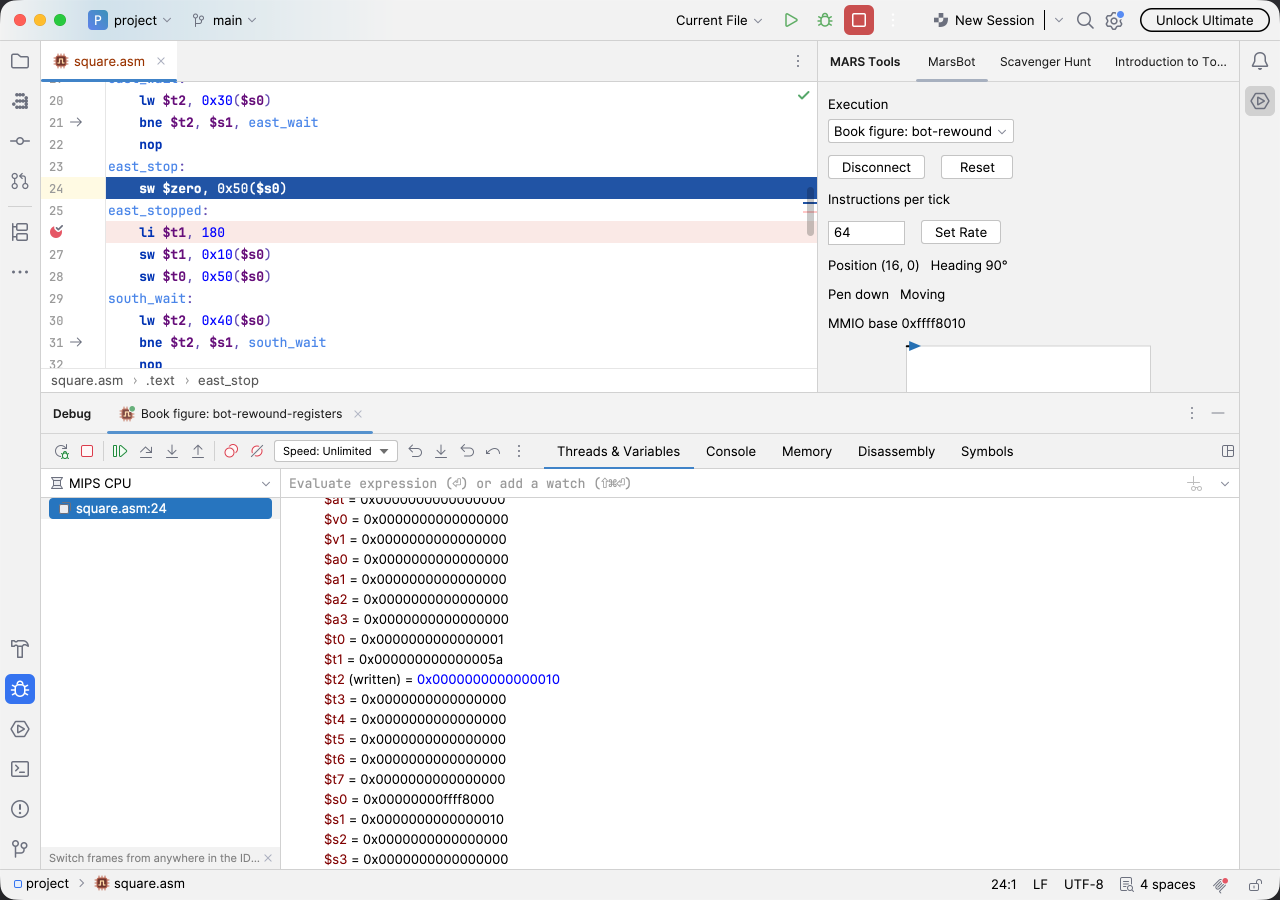 P project
main
Current File
New Session
Unlock Ultimate
square.asm
20 lw $t2, 0x30($s0)
21 bne $t2, $s1, east_wait
22 nop
23 east_stop:
24 sw $zero, 0x50($s0)
25 east_stopped:
li $t1, 180
27 sw $t1, 0x10($s0)
28 sw $t0, 0x50($s0)
29 south_wait:
30 lw $t2, 0x40($s0)
31 bne $t2, $s1, south_wait
32 nop
square.asm › .text › east_stop
MARS Tools
MarsBot
Scavenger Hunt
Introduction to To...
Execution
Book figure: bot-rewound
Disconnect
Reset
Instructions per tick
64
Set Rate
Position (16, 0) Heading 90°
Pen down Moving
MMIO base 0xffff8010
Debug
Book figure: bot-rewound-registers
Speed: Unlimited
Threads & Variables
Console
Memory
Disassembly
Symbols
MIPS CPU
square.asm:24
Switch frames from anywhere in the ID...
Evaluate expression (⏎) or add a watch (⇧⌘⏎)
$at = 0x0000000000000000
$v0 = 0x0000000000000000
$v1 = 0x0000000000000000
$a0 = 0x0000000000000000
$a1 = 0x0000000000000000
$a2 = 0x0000000000000000
$a3 = 0x0000000000000000
$t0 = 0x0000000000000001
$t1 = 0x000000000000005a
$t2 (written) = 0x0000000000000010
$t3 = 0x0000000000000000
$t4 = 0x0000000000000000
$t5 = 0x0000000000000000
$t6 = 0x0000000000000000
$t7 = 0x0000000000000000
$s0 = 0x00000000ffff8000
$s1 = 0x0000000000000010
$s2 = 0x0000000000000000
$s3 = 0x0000000000000000
project › square.asm
24:1
LF
UTF-8
4 spaces